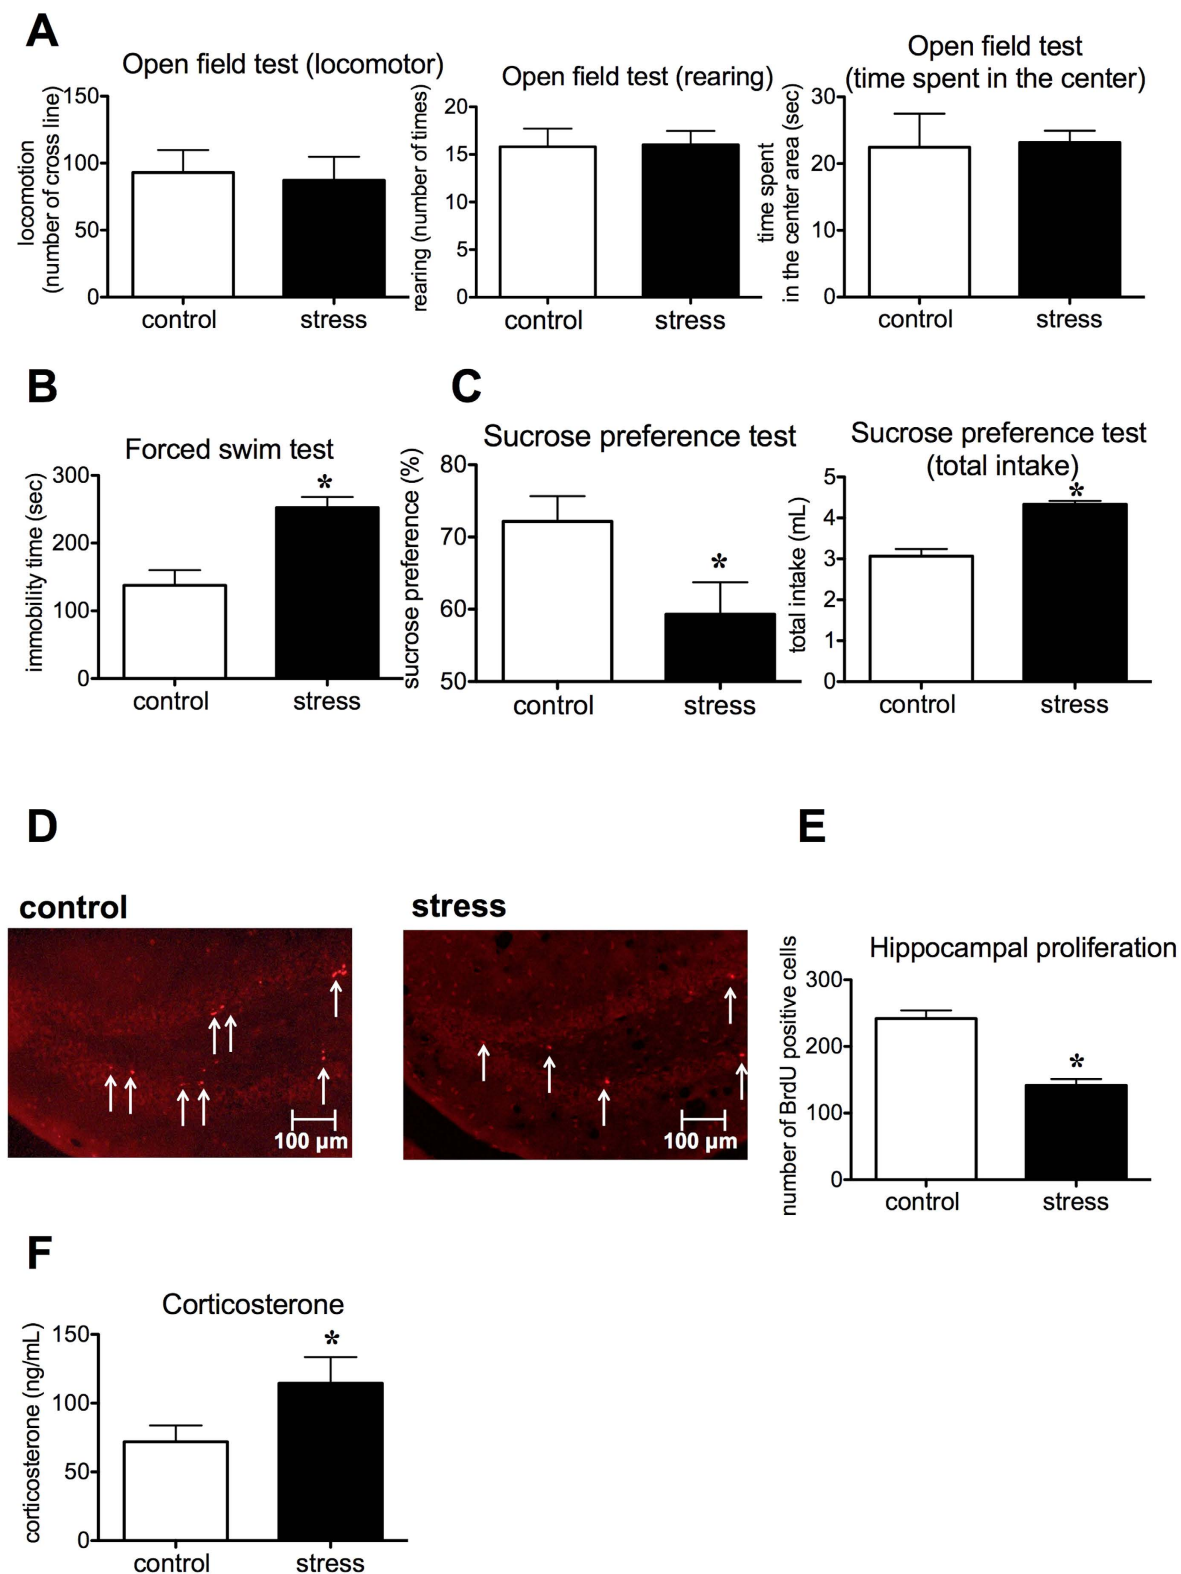 A
Open field test (locomotor)
locomotion
(number of cross line)
150
100
50
0
control
stress
Open field test (rearing)
rearing (number of times)
20
15
10
5
0
control
stress
Open field test
(time spent in the center)
time spent
in the center area (sec)
30
20
10
0
control
stress
B
Forced swim test
immobility time (sec)
300
200
100
0
*
control
stress
C
Sucrose preference test
sucrose preference (%)
80
70
60
50
*
control
stress
Sucrose preference test
(total intake)
total intake (mL)
5
4
3
2
1
0
*
control
stress
D
control
100 µm
stress
100 µm
E
Hippocampal proliferation
number of BrdU positive cells
300
200
100
0
*
control
stress
F
Corticosterone
corticosterone (ng/mL)
150
100
50
0
*
control
stress